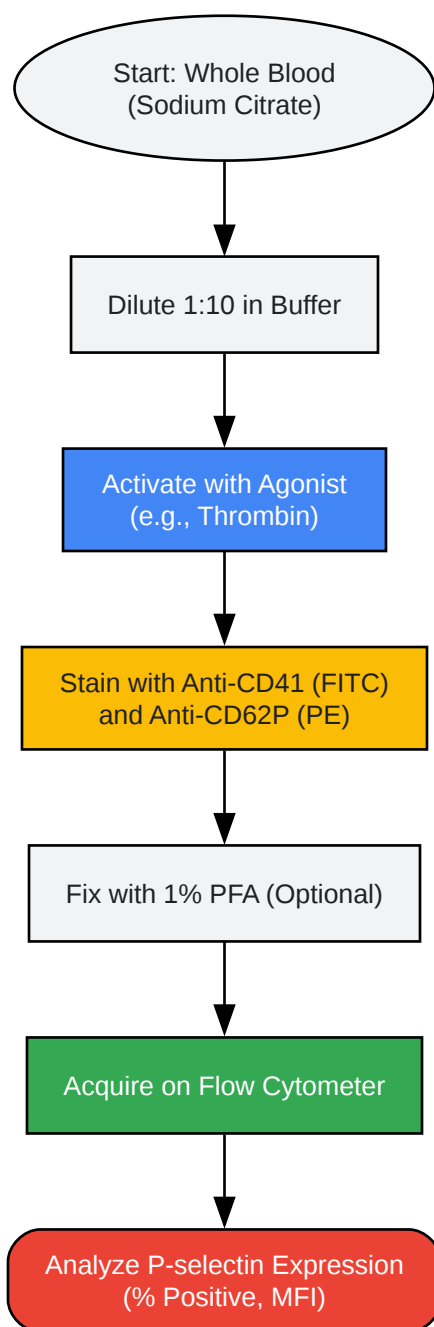 Start: Whole Blood
(Sodium Citrate)
Dilute 1:10 in Buffer
Activate with Agonist
(e.g., Thrombin)
Stain with Anti-CD41 (FITC)
and Anti-CD62P (PE)
Fix with 1% PFA (Optional)
Acquire on Flow Cytometer
Analyze P-selectin Expression
(% Positive, MFI)